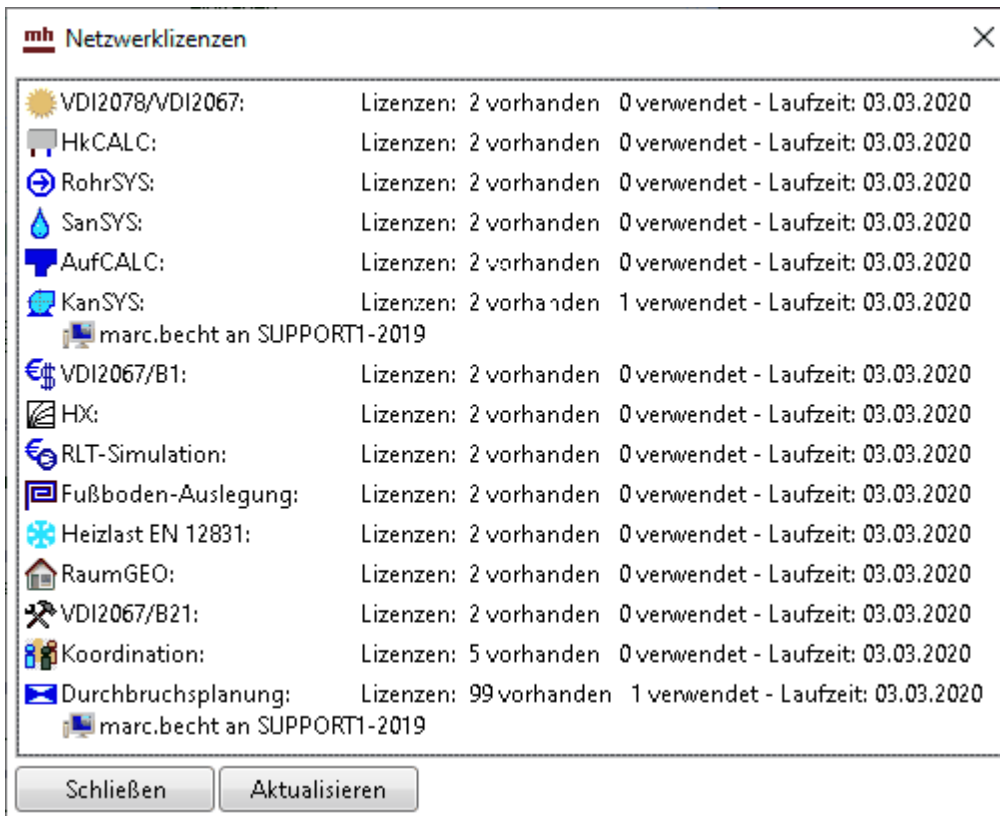 mh Netzwerklizenzen
VDI2078/VDI2067: Lizenzen: 2 vorhanden 0 verwendet - Laufzeit: 03.03.2020
HkCALC: Lizenzen: 2 vorhanden 0 verwendet - Laufzeit: 03.03.2020
RohrSYS: Lizenzen: 2 vorhanden 0 verwendet - Laufzeit: 03.03.2020
SanSYS: Lizenzen: 2 vorhanden 0 verwendet - Laufzeit: 03.03.2020
AufCALC: Lizenzen: 2 vorhanden 0 verwendet - Laufzeit: 03.03.2020
KanSYS: Lizenzen: 2 vorhanden 1 verwendet - Laufzeit: 03.03.2020
marc.becht an SUPPORT1-2019
VDI2067/B1: Lizenzen: 2 vorhanden 0 verwendet - Laufzeit: 03.03.2020
HX: Lizenzen: 2 vorhanden 0 verwendet - Laufzeit: 03.03.2020
RLT-Simulation: Lizenzen: 2 vorhanden 0 verwendet - Laufzeit: 03.03.2020
Fußboden-Auslegung: Lizenzen: 2 vorhanden 0 verwendet - Laufzeit: 03.03.2020
Heizlast EN 12831: Lizenzen: 2 vorhanden 0 verwendet - Laufzeit: 03.03.2020
RaumGEO: Lizenzen: 2 vorhanden 0 verwendet - Laufzeit: 03.03.2020
VDI2067/B21: Lizenzen: 2 vorhanden 0 verwendet - Laufzeit: 03.03.2020
Koordination: Lizenzen: 5 vorhanden 0 verwendet - Laufzeit: 03.03.2020
Durchbruchsplanung: Lizenzen: 99 vorhanden 1 verwendet - Laufzeit: 03.03.2020
marc.becht an SUPPORT1-2019
Schließen Aktualisieren